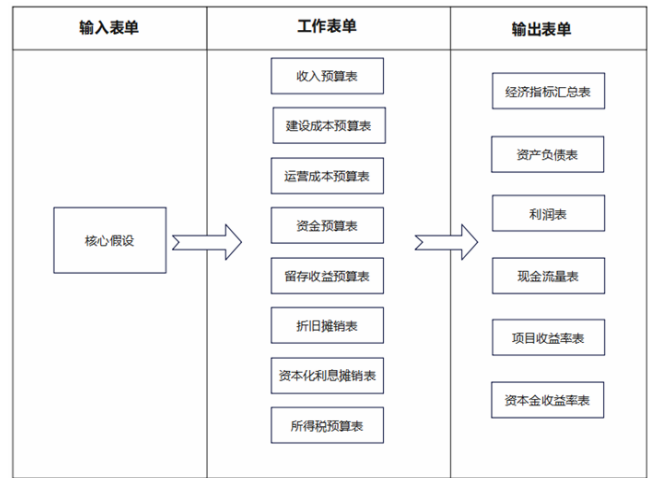 输入表单
工作表单
输出表单
核心假设
收入预算表
建设成本预算表
运营成本预算表
资金预算表
留存收益预算表
折旧摊销表
资本化利息摊销表
所得税预算表
经济指标汇总表
资产负债表
利润表
现金流量表
项目收益率表
资本金收益率表